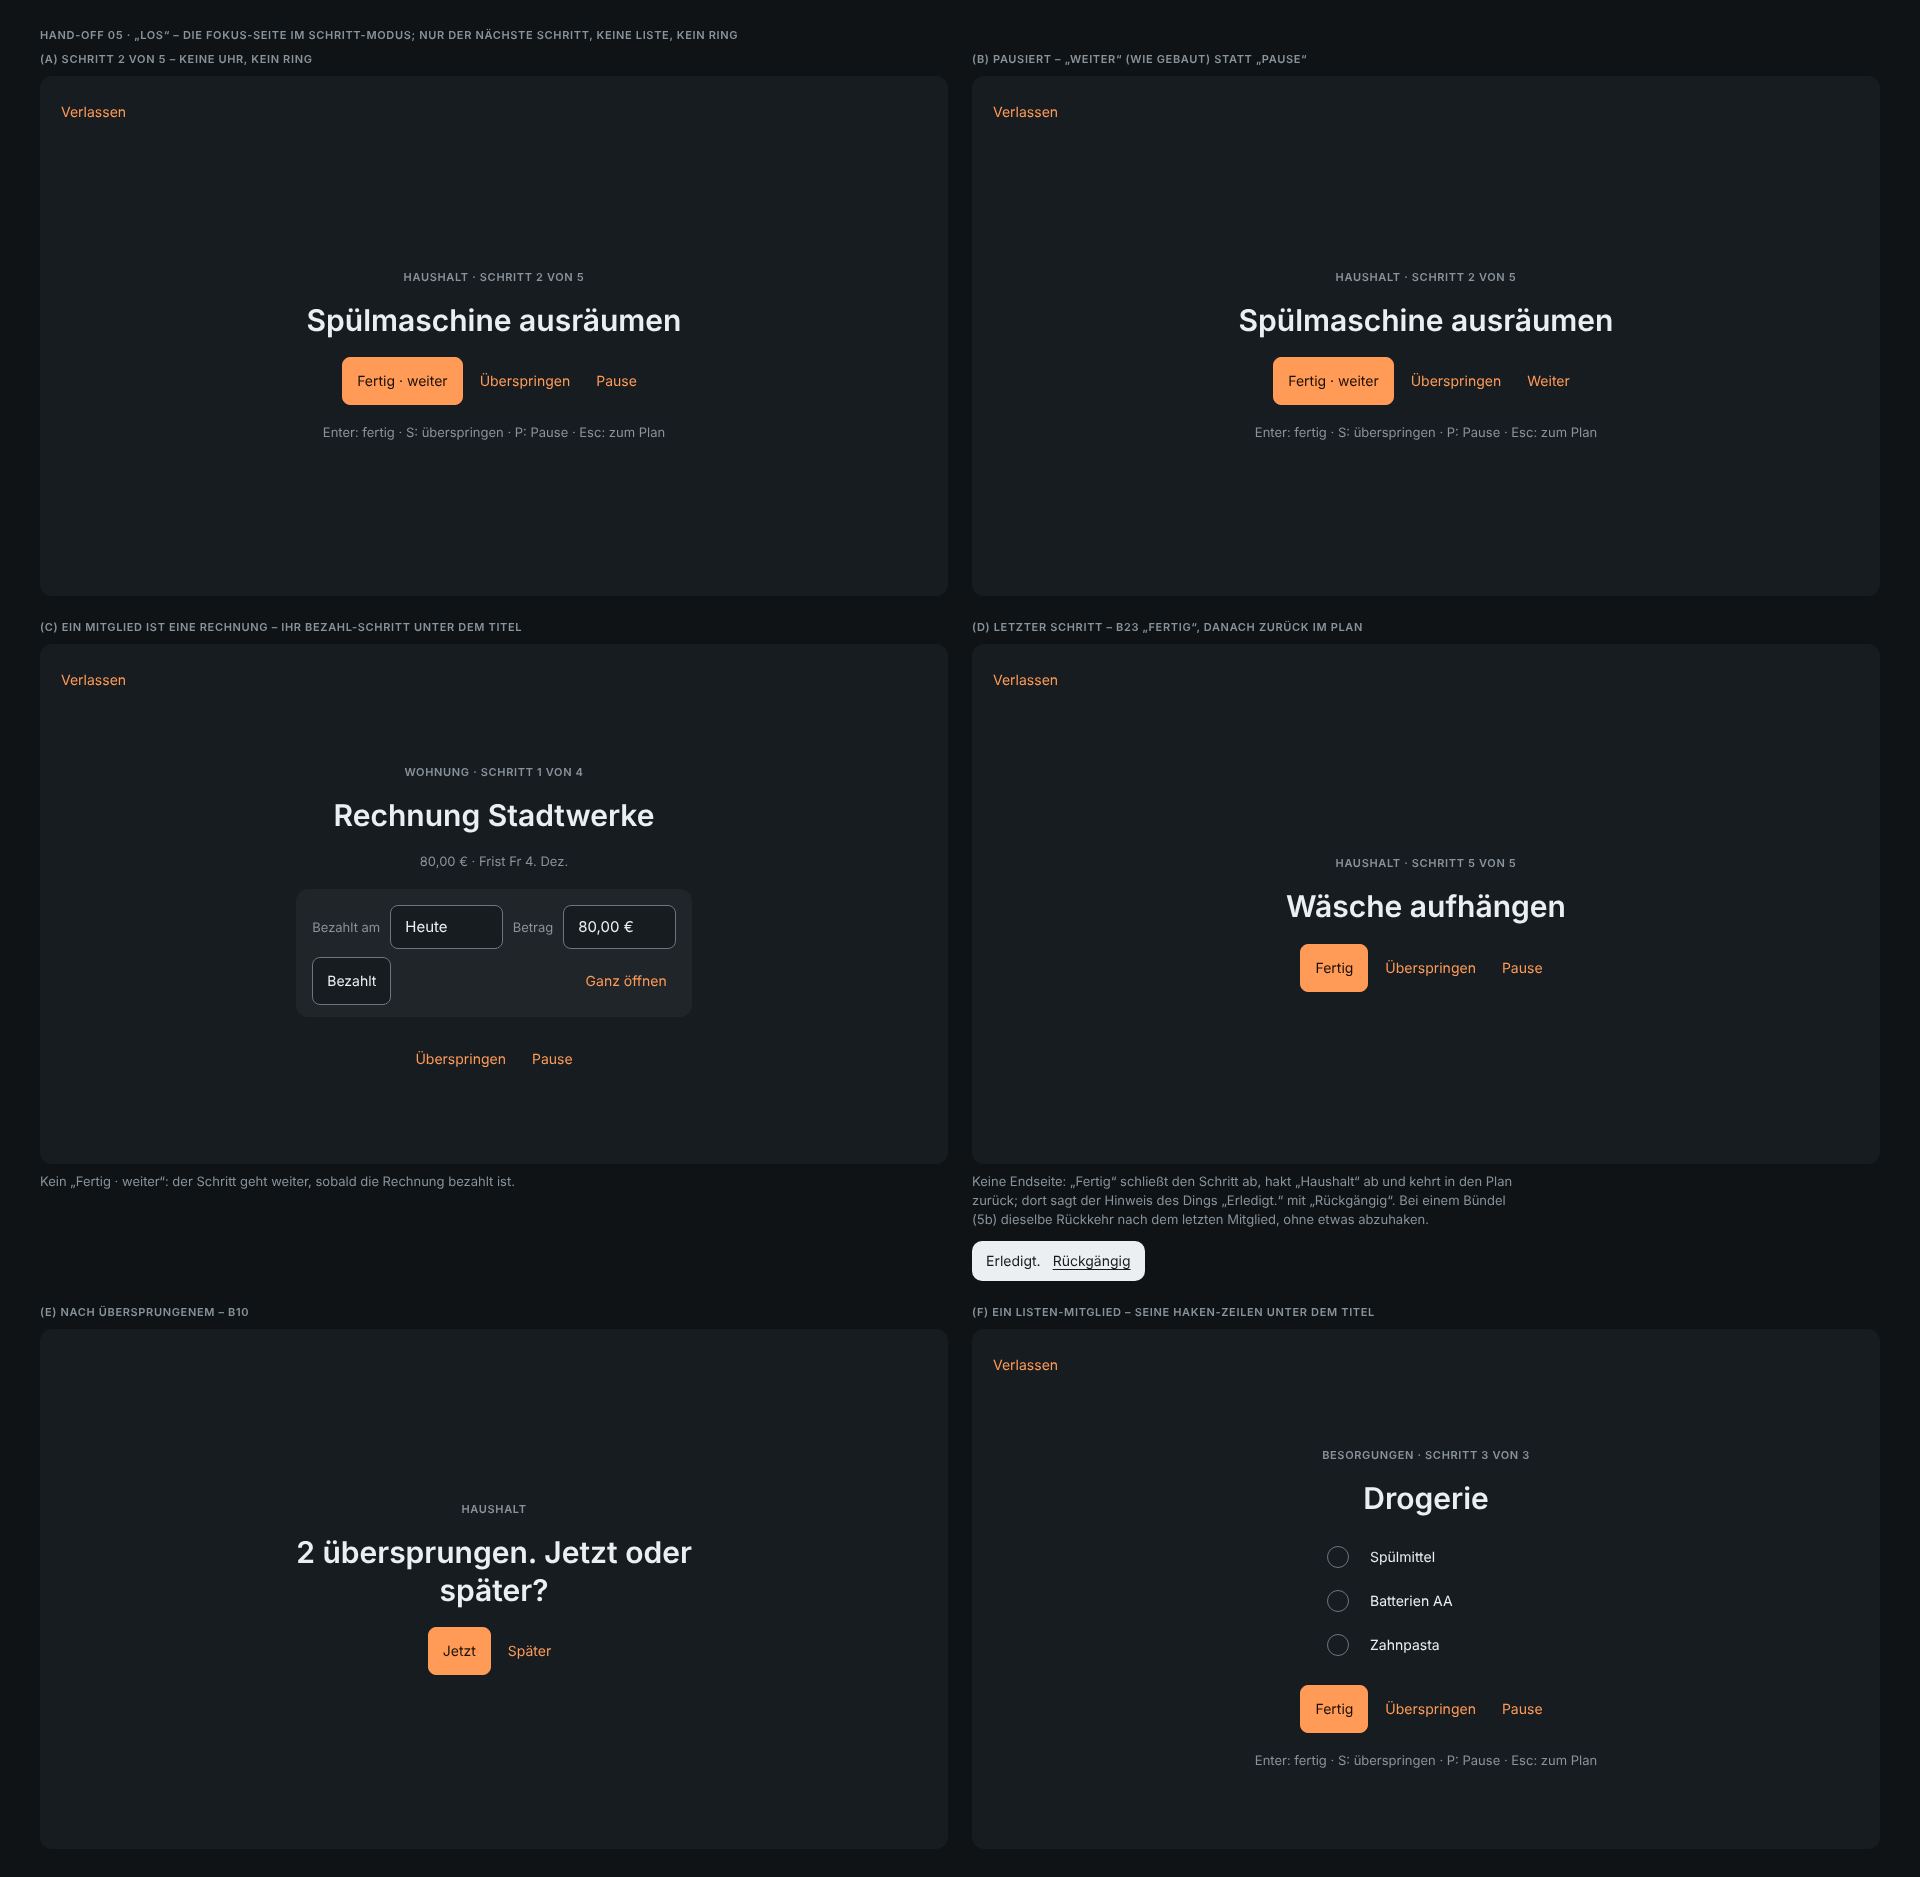 HAND-OFF 05 · „LOS“ – DIE FOKUS-SEITE IM SCHRITT-MODUS; NUR DER NÄCHSTE SCHRITT, KEINE LISTE, KEIN RING
(A) SCHRITT 2 VON 5 – KEINE UHR, KEIN RING
Verlassen
HAUSHALT · SCHRITT 2 VON 5
Spülmaschine ausräumen
Fertig · weiter Überspringen Pause
Enter: fertig · S: überspringen · P: Pause · Esc: zum Plan
(B) PAUSIERT – „WEITER“ (WIE GEBAUT) STATT „PAUSE“
Verlassen
HAUSHALT · SCHRITT 2 VON 5
Spülmaschine ausräumen
Fertig · weiter Überspringen Weiter
Enter: fertig · S: überspringen · P: Pause · Esc: zum Plan
(C) EIN MITGLIED IST EINE RECHNUNG – IHR BEZAHL-SCHRITT UNTER DEM TITEL
Verlassen
WOHNUNG · SCHRITT 1 VON 4
Rechnung Stadtwerke
80,00 € · Frist Fr 4. Dez.
Bezahlt am Heute Betrag 80,00 €
Bezahlt Ganz öffnen
Überspringen Pause
Kein „Fertig · weiter“: der Schritt geht weiter, sobald die Rechnung bezahlt ist.
(D) LETZTER SCHRITT – B23 „FERTIG“, DANACH ZURÜCK IM PLAN
Verlassen
HAUSHALT · SCHRITT 5 VON 5
Wäsche aufhängen
Fertig Überspringen Pause
Keine Endseite: „Fertig“ schließt den Schritt ab, hakt „Haushalt“ ab und kehrt in den Plan
zurück; dort sagt der Hinweis des Dings „Erledigt.“ mit „Rückgängig“. Bei einem Bündel
(5b) dieselbe Rückkehr nach dem letzten Mitglied, ohne etwas abzuhaken.
Erledigt. Rückgängig
(E) NACH ÜBERSPRUNGENEM – B10
HAUSHALT
2 übersprungen. Jetzt oder
später?
Jetzt Später
(F) EIN LISTEN-MITGLIED – SEINE HAKEN-ZEILEN UNTER DEM TITEL
Verlassen
BESORGUNGEN · SCHRITT 3 VON 3
Drogerie
Spülmittel
Batterien AA
Zahnpasta
Fertig Überspringen Pause
Enter: fertig · S: überspringen · P: Pause · Esc: zum Plan